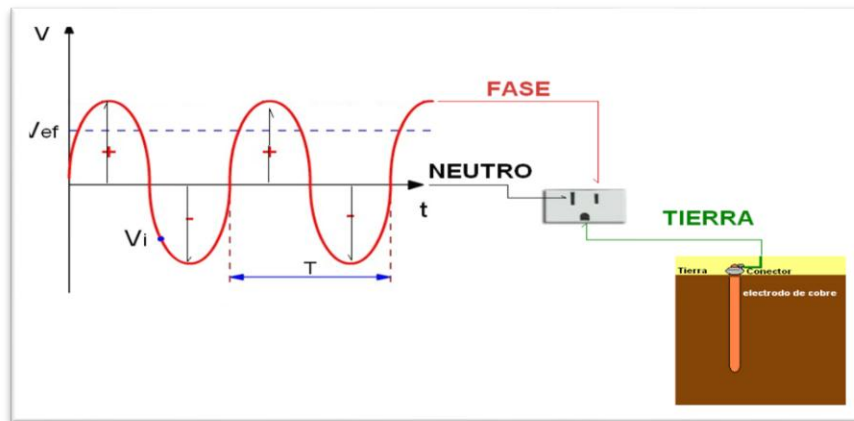 V
Vef
+
+
-
-
Vi
T
t
FASE
NEUTRO
TIERRA
Tierra
Conector
electrodo de cobre